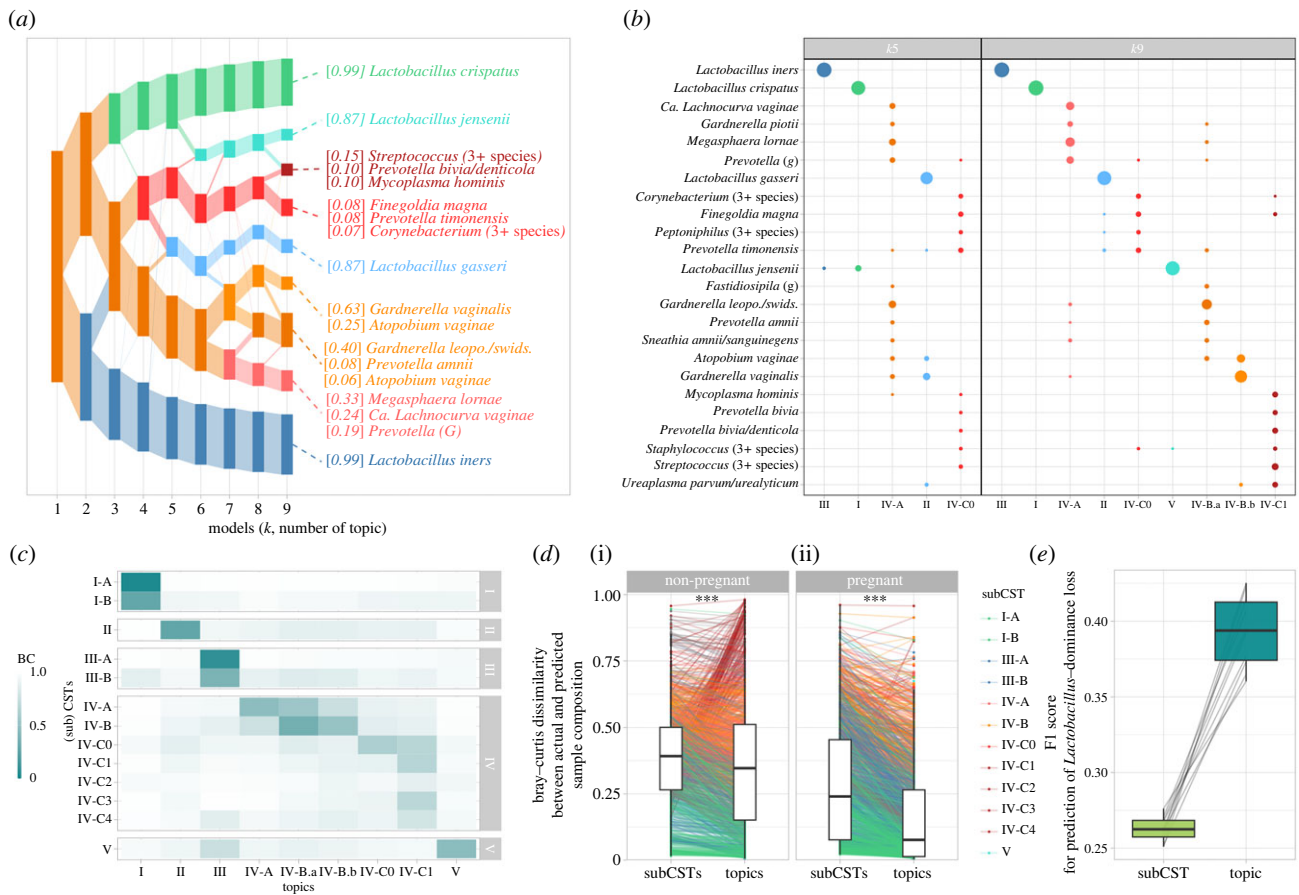 (a)
[0.99] Lactobacillus crispatus
[0.87] Lactobacillus jensenii
[0.15] Streptococcus (3+ species)
[0.10] Prevotella bivia/denticola
[0.10] Mycoplasma hominis
[0.08] Finegoldia magna
[0.08] Prevotella timonensis
[0.07] Corynebacterium (3+ species)
[0.87] Lactobacillus gasseri
[0.63] Gardnerella vaginalis
[0.25] Atopobium vaginae
[0.40] Gardnerella leopo./swids.
[0.08] Prevotella amnii
[0.06] Atopobium vaginae
[0.33] Megasphaera lornae
[0.24] Ca. Lachnocurva vaginae
[0.19] Prevotella (G)
[0.99] Lactobacillus iners
1 2 3 4 5 6 7 8 9
models (k, number of topic)
(b)
k5 k9
Lactobacillus iners
Lactobacillus crispatus
Ca. Lachnocurva vaginae
Gardnerella piotii
Megasphaera lornae
Prevotella (g)
Lactobacillus gasseri
Corynebacterium (3+ species)
Finegoldia magna
Peptoniphilus (3+ species)
Prevotella timonensis
Lactobacillus jensenii
Fastidiosipila (g)
Gardnerella leopo./swids.
Prevotella amnii
Sneathia amnii/sanguinegens
Atopobium vaginae
Gardnerella vaginalis
Mycoplasma hominis
Prevotella bivia
Prevotella bivia/denticola
Staphylococcus (3+ species)
Streptococcus (3+ species)
Ureaplasma parvum/urealyticum
III I IV-A II IV-C0 III I IV-A II IV-C0 V IV-B.a IV-B.b IV-C1
(c)
BC
1.0
0.5
0
(sub) CSTs
I-A
I-B
II
III-A
III-B
IV-A
IV-B
IV-C0
IV-C1
IV-C2
IV-C3
IV-C4
V
I
II
III
IV
V
I II III IV-A IV-B.a IV-B.b IV-C0 IV-C1 V
topics
(d) (i) (ii)
non-pregnant pregnant
*** ***
1.00
0.75
0.50
0.25
0
bray–curtis dissimilarity
between actual and predicted
sample composition
subCSTs topics subCSTs topics
subCST
I-A
I-B
III-A
III-B
IV-A
IV-B
IV-C0
IV-C1
IV-C2
IV-C3
IV-C4
V
(e)
F1 score
for prediction of Lactobacillus–dominance loss
0.40
0.35
0.30
0.25
subCST topic